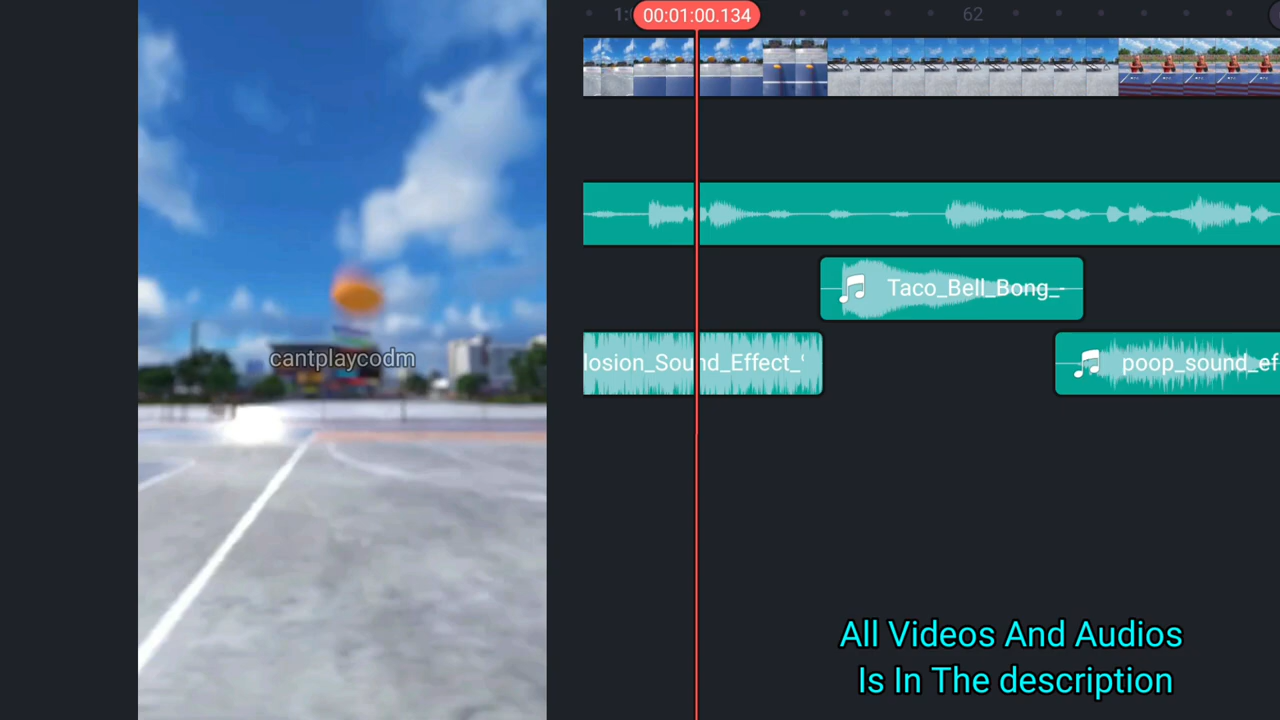 00:01:00.134
62
Taco_Bell_Bong_-
cantplaycodm
losion_Sound_Effect_
poop_sound_ef
All Videos And Audios
Is In The description